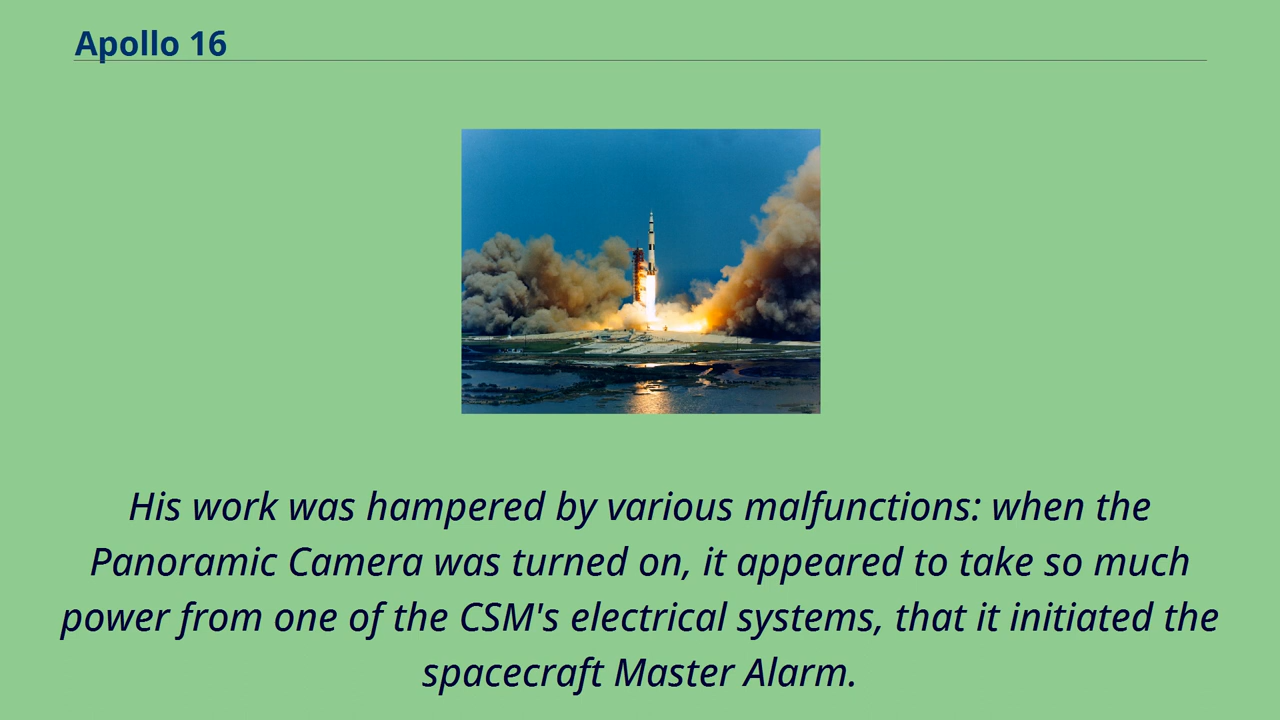 Apollo 16
His work was hampered by various malfunctions: when the
Panoramic Camera was turned on, it appeared to take so much
power from one of the CSM's electrical systems, that it initiated the
spacecraft Master Alarm.